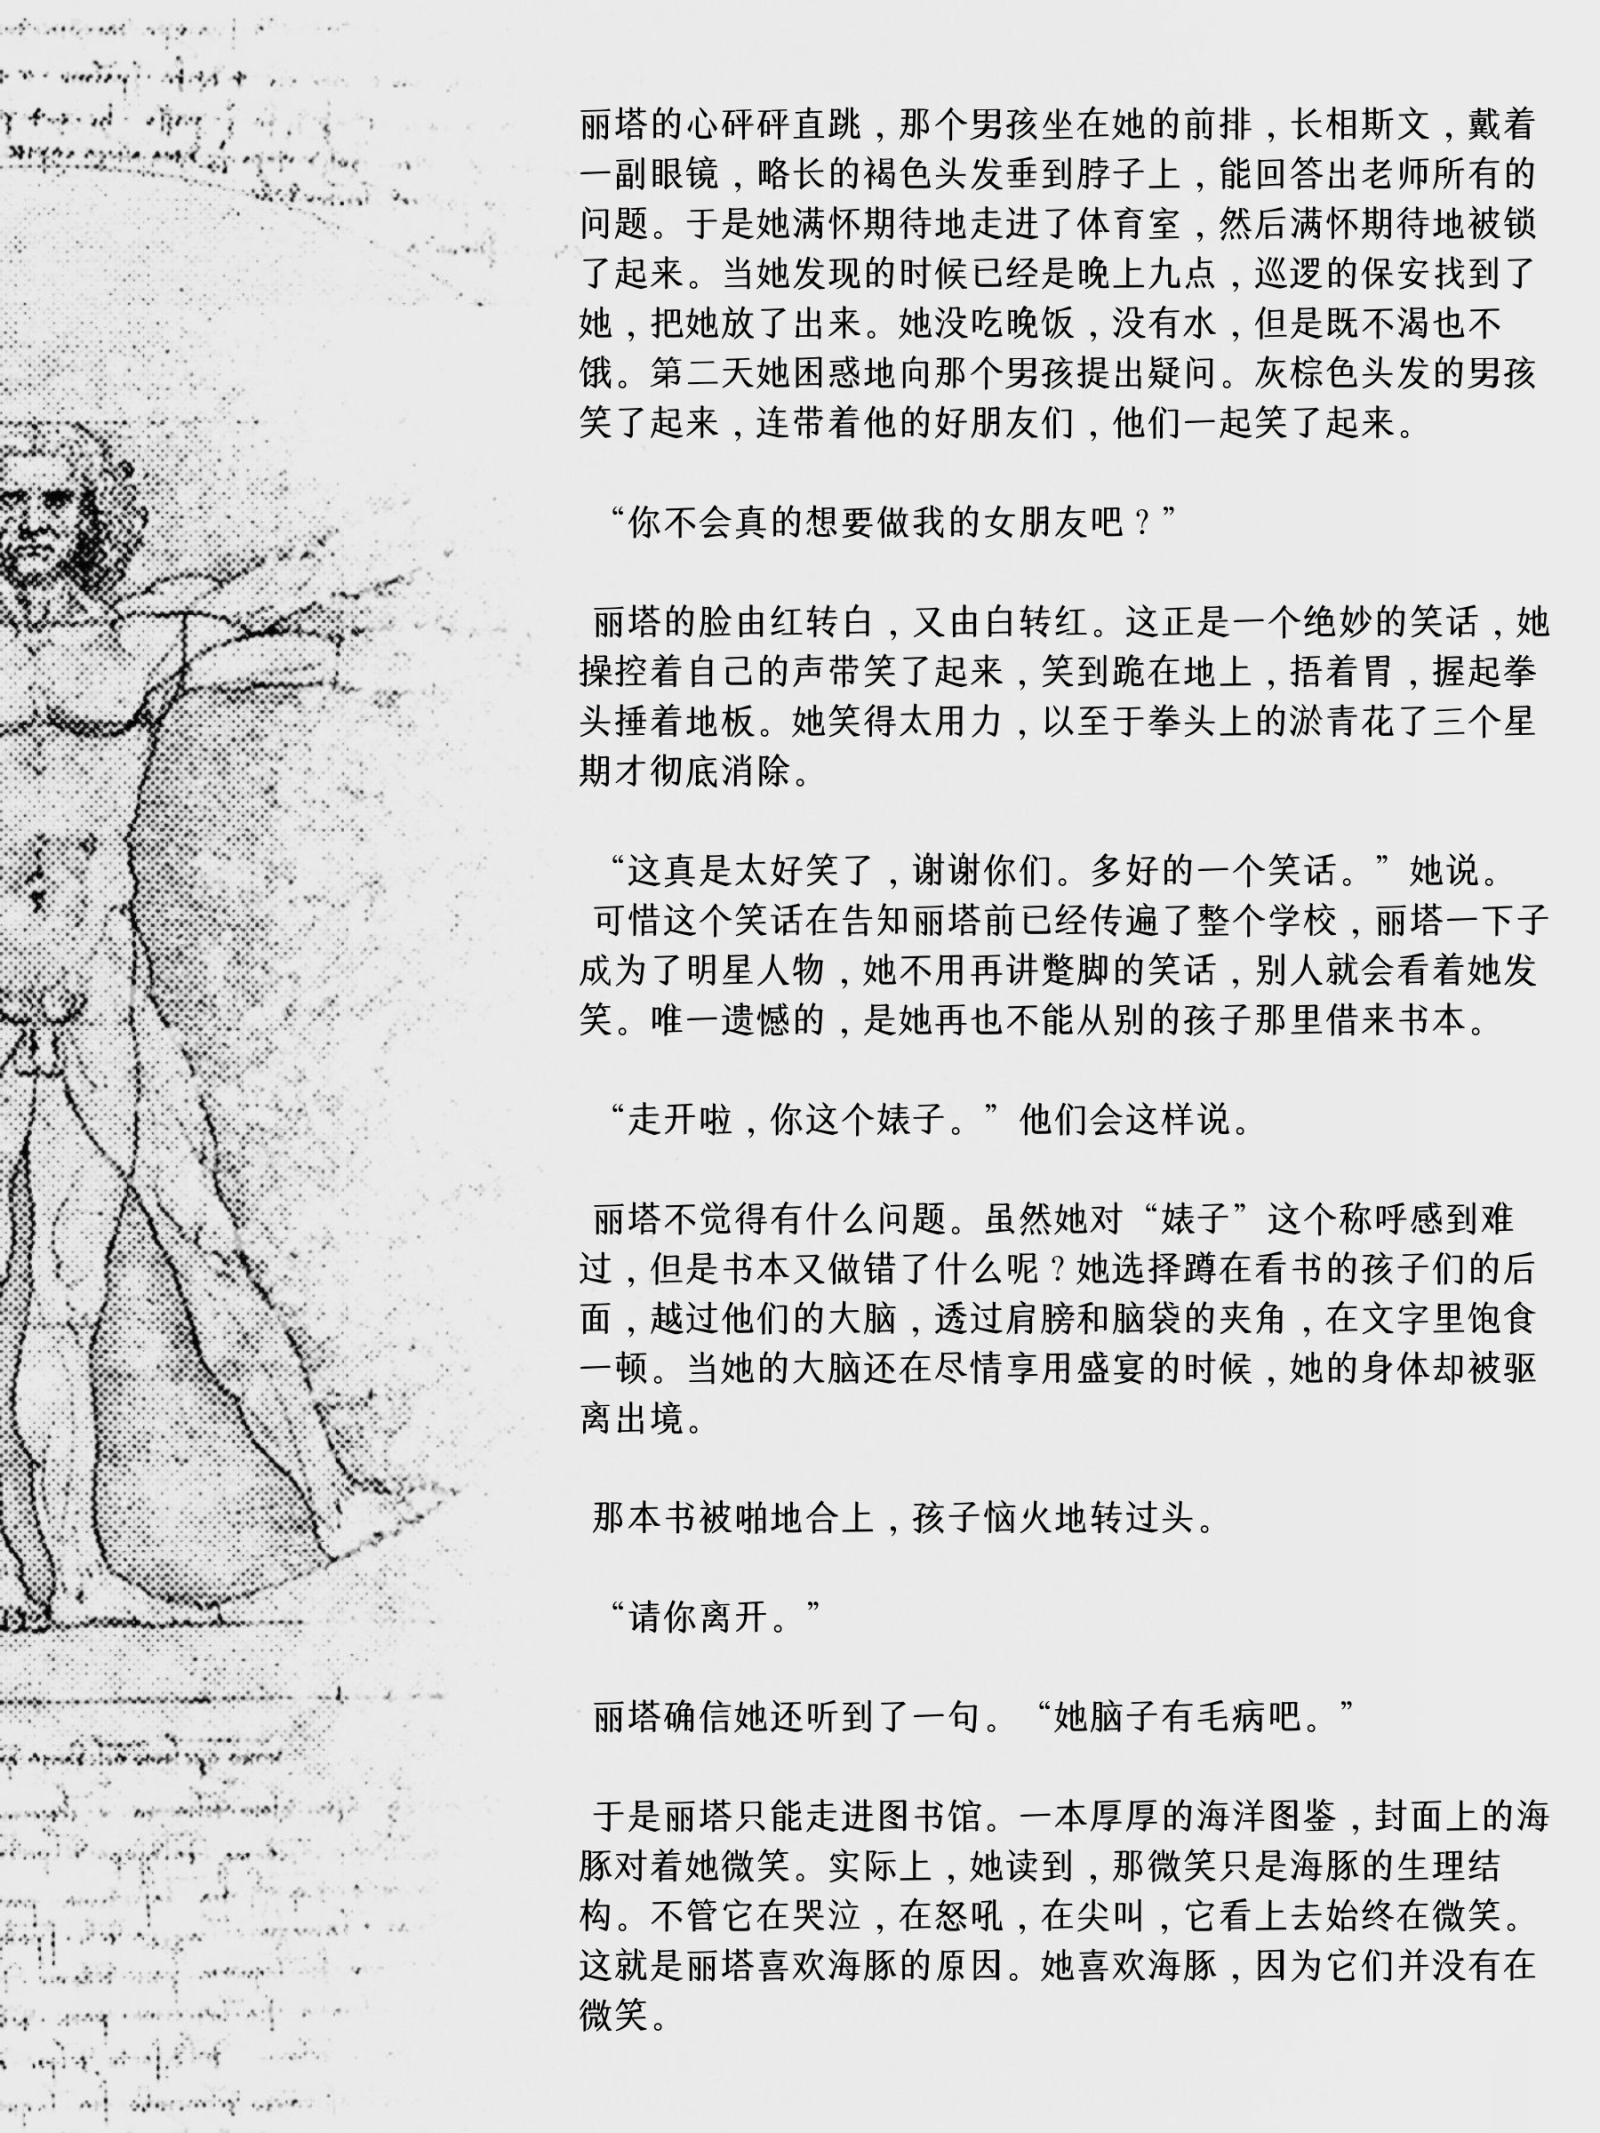 丽塔的心砰砰直跳，那个男孩坐在她的前排，长相斯文，戴着
一副眼镜，略长的褐色头发垂到脖子上，能回答出老师所有的
问题。于是她满怀期待地走进了体育室，然后满怀期待地被锁
了起来。当她发现的时候已经是晚上九点，巡逻的保安找到了
她，把她放了出来。她没吃晚饭，没有水，但是既不渴也不
饿。第二天她困惑地向那个男孩提出疑问。灰棕色头发的男孩
笑了起来，连带着他的好朋友们，他们一起笑了起来。
“你不会真的想要做我的女朋友吧？”
丽塔的脸由红转白，又由白转红。这正是一个绝妙的笑话，她
操控着自己的声带笑了起来，笑到跪在地上，捂着胃，握起拳
头捶着地板。她笑得太用力，以至于拳头上的淤青花了三个星
期才彻底消除。
“这真是太好笑了，谢谢你们。多好的一个笑话。”她说。
可惜这个笑话在告知丽塔前已经传遍了整个学校，丽塔一下子
成为了明星人物，她不用再讲蹩脚的笑话，别人就会看着她发
笑。唯一遗憾的，是她再也不能从别的孩子那里借来书本。
“走开啦，你这个婊子。”他们会这样说。
丽塔不觉得有什么问题。虽然她对“婊子”这个称呼感到难
过，但是书本又做错了什么呢？她选择蹲在看书的孩子们的后
面，越过他们的大脑，透过肩膀和脑袋的夹角，在文字里饱食
一顿。当她的大脑还在尽情享用盛宴的时候，她的身体却被驱
离出境。
那本书被啪地合上，孩子恼火地转过头。
“请你离开。”
丽塔确信她还听到了一句。“她脑子有毛病吧。”
于是丽塔只能走进图书馆。一本厚厚的海洋图鉴，封面上的海
豚对着她微笑。实际上，她读到，那微笑只是海豚的生理结
构。不管它在哭泣，在怒吼，在尖叫，它看上去始终在微笑。
这就是丽塔喜欢海豚的原因。她喜欢海豚，因为它们并没有在
微笑。